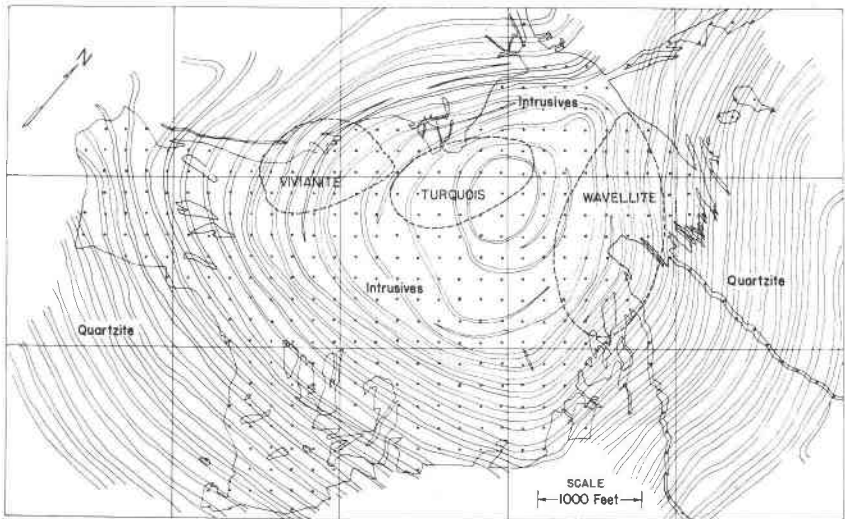 N
Intrusives
VIVIANITE
TURQUOIS
WAVELLITE
Intrusives
Quartzite
Quartzite
SCALE
1000 Feet